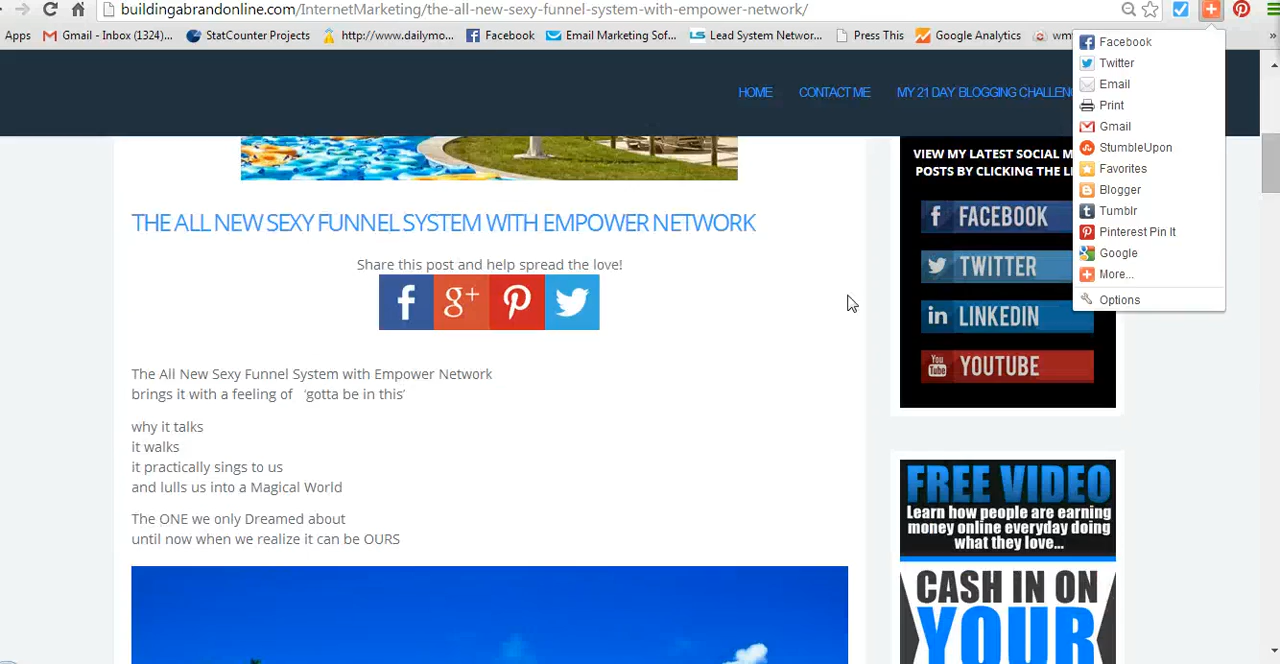 buildingabrandonline.com/InternetMarketing/the-all-new-sexy-funnel-system-with-empower-network/
Apps Gmail - Inbox (1324)... StatCounter Projects http://www.dailymo... Facebook Email Marketing Sof... Lead System Networ... Press This Google Analytics wm »
HOME CONTACT ME MY 21 DAY BLOGGING CHALLENG
Facebook
Twitter
Email
Print
Gmail
StumbleUpon
Favorites
Blogger
Tumblr
Pinterest Pin It
Google
More...
Options
THE ALL NEW SEXY FUNNEL SYSTEM WITH EMPOWER NETWORK
Share this post and help spread the love!
f g+
The All New Sexy Funnel System with Empower Network
brings it with a feeling of ‘gotta be in this’
why it talks
it walks
it practically sings to us
and lulls us into a Magical World
The ONE we only Dreamed about
until now when we realize it can be OURS
VIEW MY LATEST SOCIAL M
POSTS BY CLICKING THE L
f FACEBOOK
TWITTER
in LINKEDIN
You Tube YOUTUBE
FREE VIDEO
Learn how people are earning
money online everyday doing
what they love...
CASH IN ON
YOUR